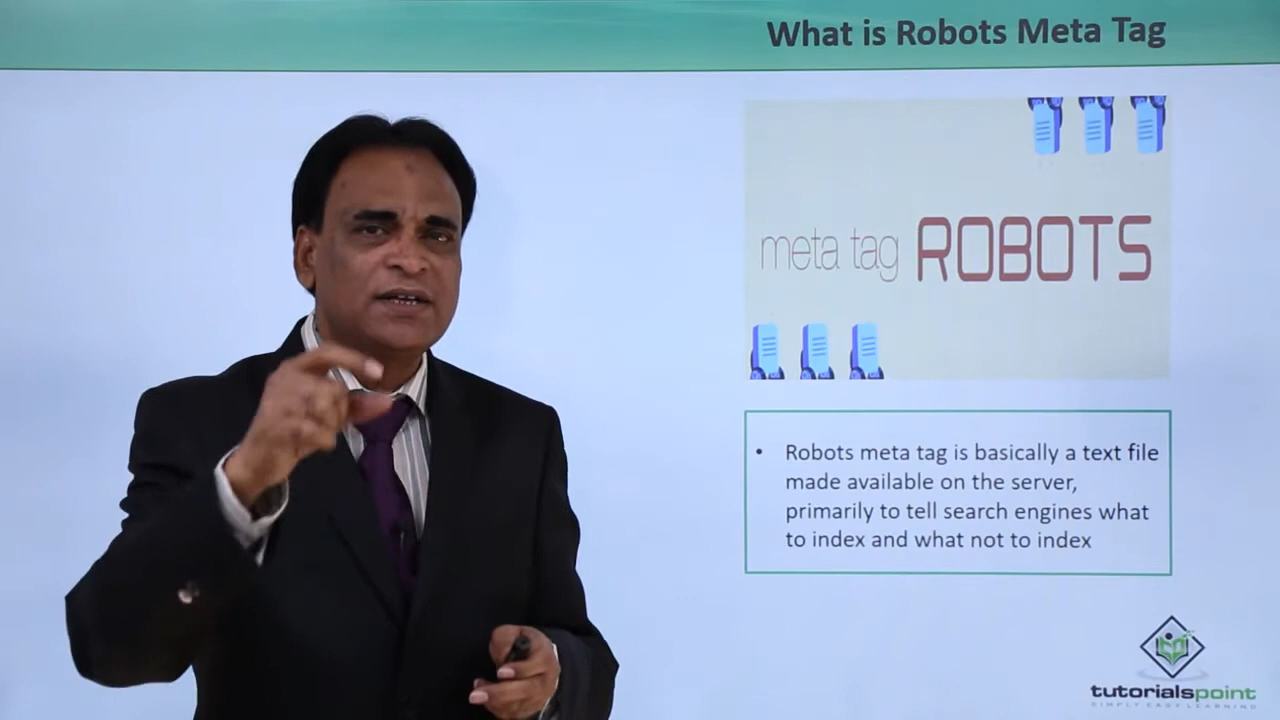 What is Robots Meta Tag
meta tag ROBOTS
• Robots meta tag is basically a text file
made available on the server,
primarily to tell search engines what
to index and what not to index
tutorialspoint
SIMPLY EASY LEARNING